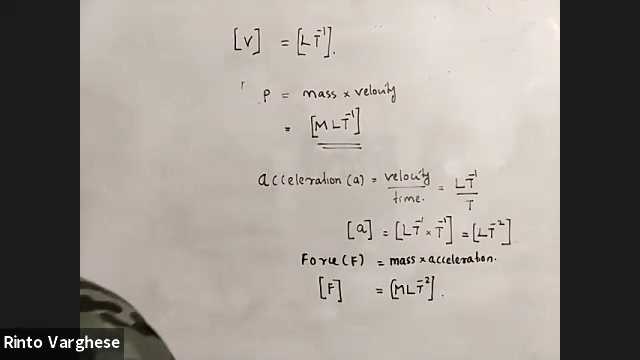 [V] = [LT⁻¹].
P = mass × velocity
= [MLT⁻¹]
Acceleration (a) = velocity/time. = LT⁻¹/T
[a] = [LT⁻¹ × T⁻¹] = [LT⁻²]
Force (F) = mass × acceleration.
[F] = [MLT⁻²].
Rinto Varghese